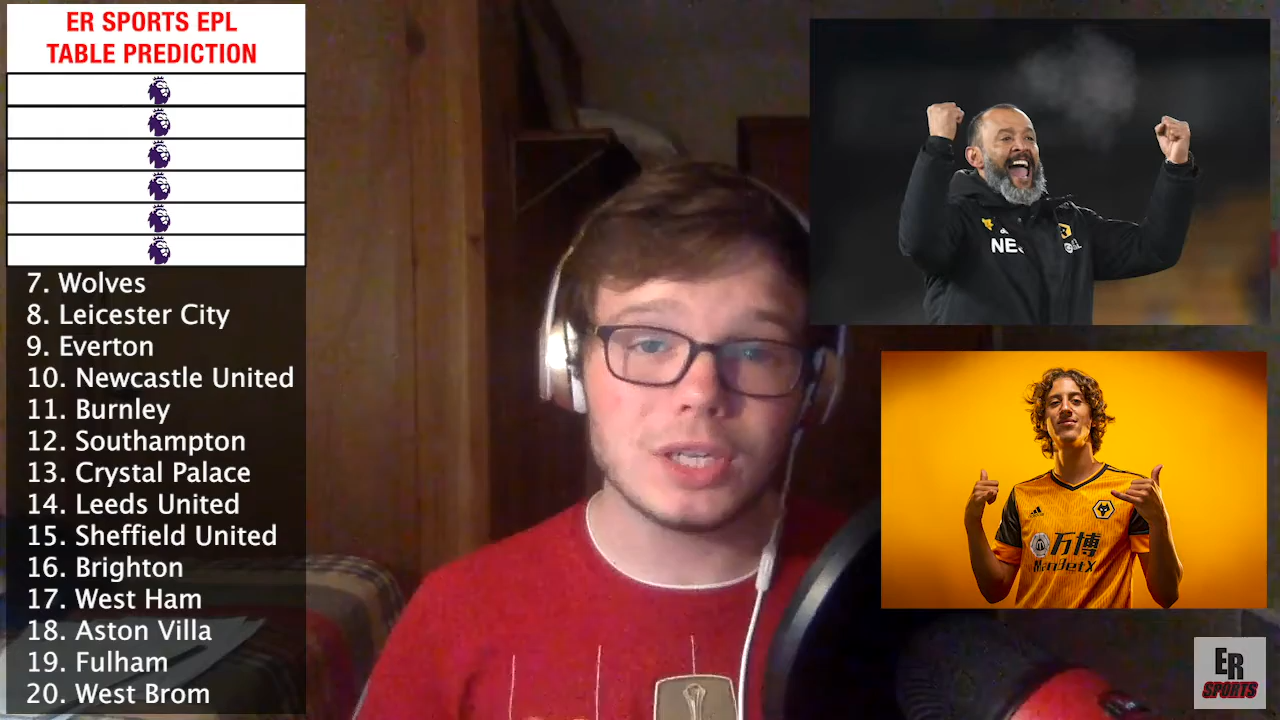 ER SPORTS EPL
TABLE PREDICTION
7. Wolves
8. Leicester City
9. Everton
10. Newcastle United
11. Burnley
12. Southampton
13. Crystal Palace
14. Leeds United
15. Sheffield United
16. Brighton
17. West Ham
18. Aston Villa
19. Fulham
20. West Brom
NES
万博
ManBetX
ER
SPORTS